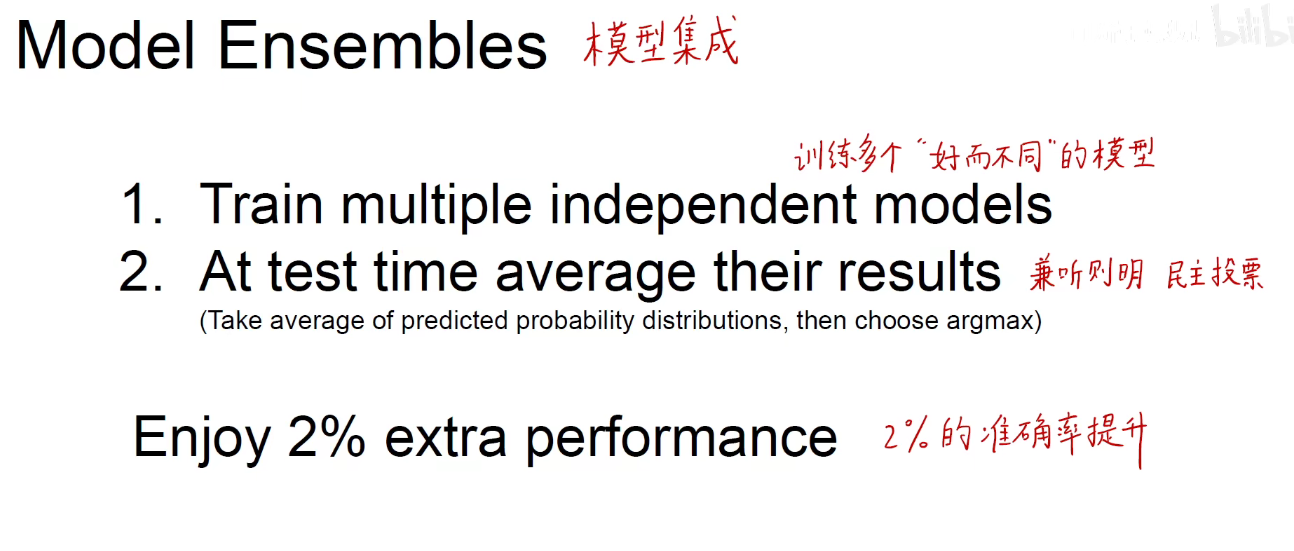 Model Ensembles 模型集成
bilibi
训练多个“好而不同”的模型
1. Train multiple independent models
2. At test time average their results 兼听则明 民主投票
(Take average of predicted probability distributions, then choose argmax)
Enjoy 2% extra performance 2%的准确率提升